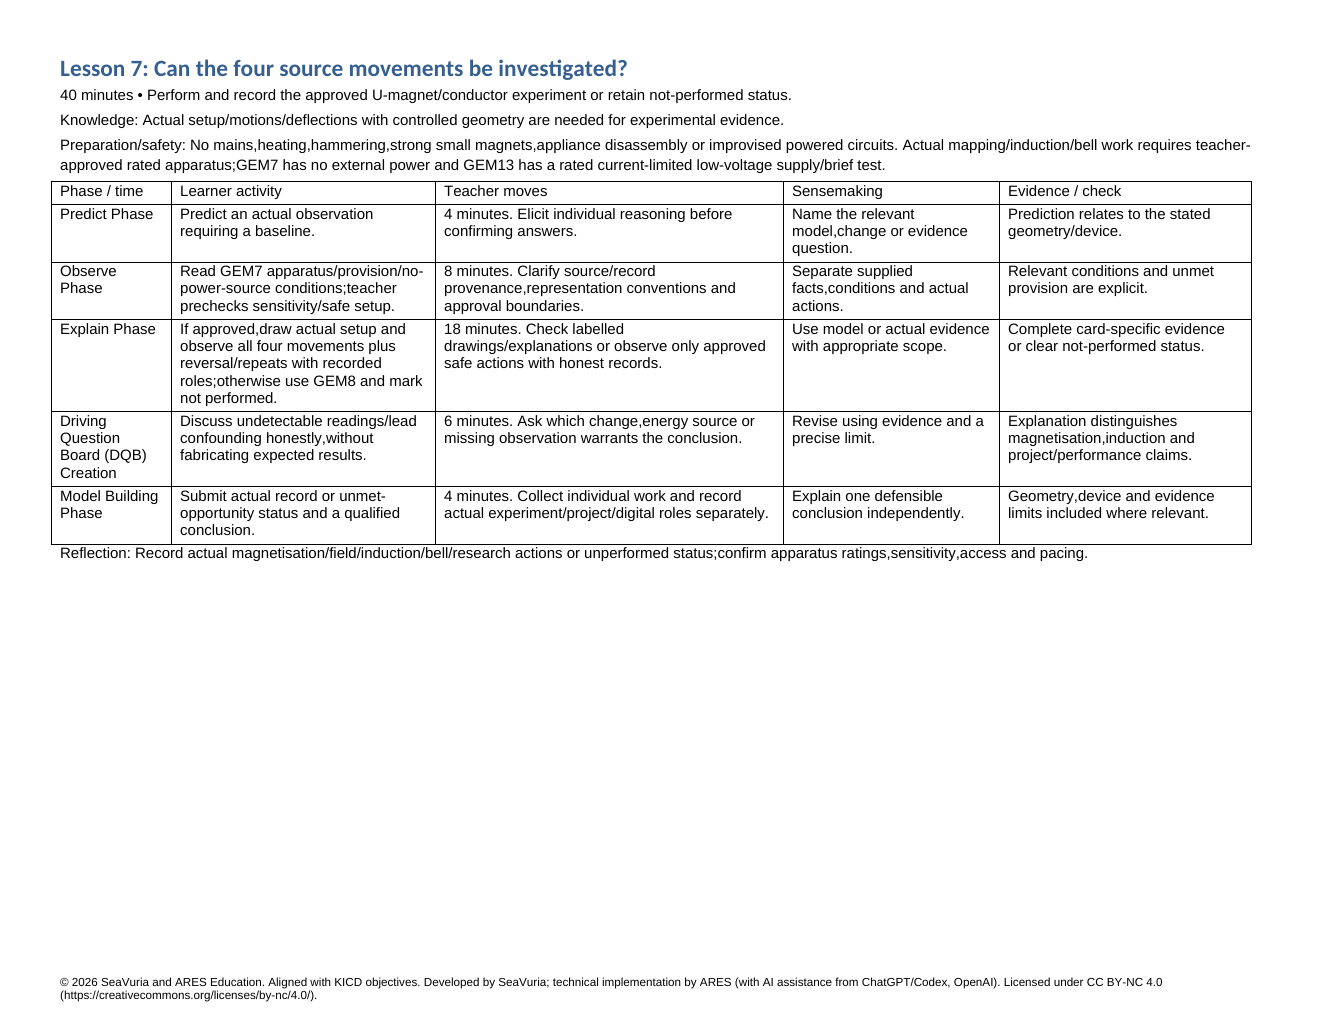 Lesson 7: Can the four source movements be investigated?
40 minutes • Perform and record the approved U-magnet/conductor experiment or retain not-performed status.
Knowledge: Actual setup/motions/deflections with controlled geometry are needed for experimental evidence.
Preparation/safety: No mains,heating,hammering,strong small magnets,appliance disassembly or improvised powered circuits. Actual mapping/induction/bell work requires teacher-
approved rated apparatus;GEM7 has no external power and GEM13 has a rated current-limited low-voltage supply/brief test.
Phase / time
Learner activity
Teacher moves
Sensemaking
Evidence / check
Predict Phase
Predict an actual observation
requiring a baseline.
4 minutes. Elicit individual reasoning before
confirming answers.
Name the relevant
model,change or evidence
question.
Prediction relates to the stated
geometry/device.
Observe
Phase
Read GEM7 apparatus/provision/no-
power-source conditions;teacher
prechecks sensitivity/safe setup.
8 minutes. Clarify source/record
provenance,representation conventions and
approval boundaries.
Separate supplied
facts,conditions and actual
actions.
Relevant conditions and unmet
provision are explicit.
Explain Phase
If approved,draw actual setup and
observe all four movements plus
reversal/repeats with recorded
roles;otherwise use GEM8 and mark
not performed.
18 minutes. Check labelled
drawings/explanations or observe only approved
safe actions with honest records.
Use model or actual evidence
with appropriate scope.
Complete card-specific evidence
or clear not-performed status.
Driving
Question
Board (DQB)
Creation
Discuss undetectable readings/lead
confounding honestly,without
fabricating expected results.
6 minutes. Ask which change,energy source or
missing observation warrants the conclusion.
Revise using evidence and a
precise limit.
Explanation distinguishes
magnetisation,induction and
project/performance claims.
Model Building
Phase
Submit actual record or unmet-
opportunity status and a qualified
conclusion.
4 minutes. Collect individual work and record
actual experiment/project/digital roles separately.
Explain one defensible
conclusion independently.
Geometry,device and evidence
limits included where relevant.
Reflection: Record actual magnetisation/field/induction/bell/research actions or unperformed status;confirm apparatus ratings,sensitivity,access and pacing.
© 2026 SeaVuria and ARES Education. Aligned with KICD objectives. Developed by SeaVuria; technical implementation by ARES (with AI assistance from ChatGPT/Codex, OpenAI). Licensed under CC BY-NC 4.0
(https://creativecommons.org/licenses/by-nc/4.0/).